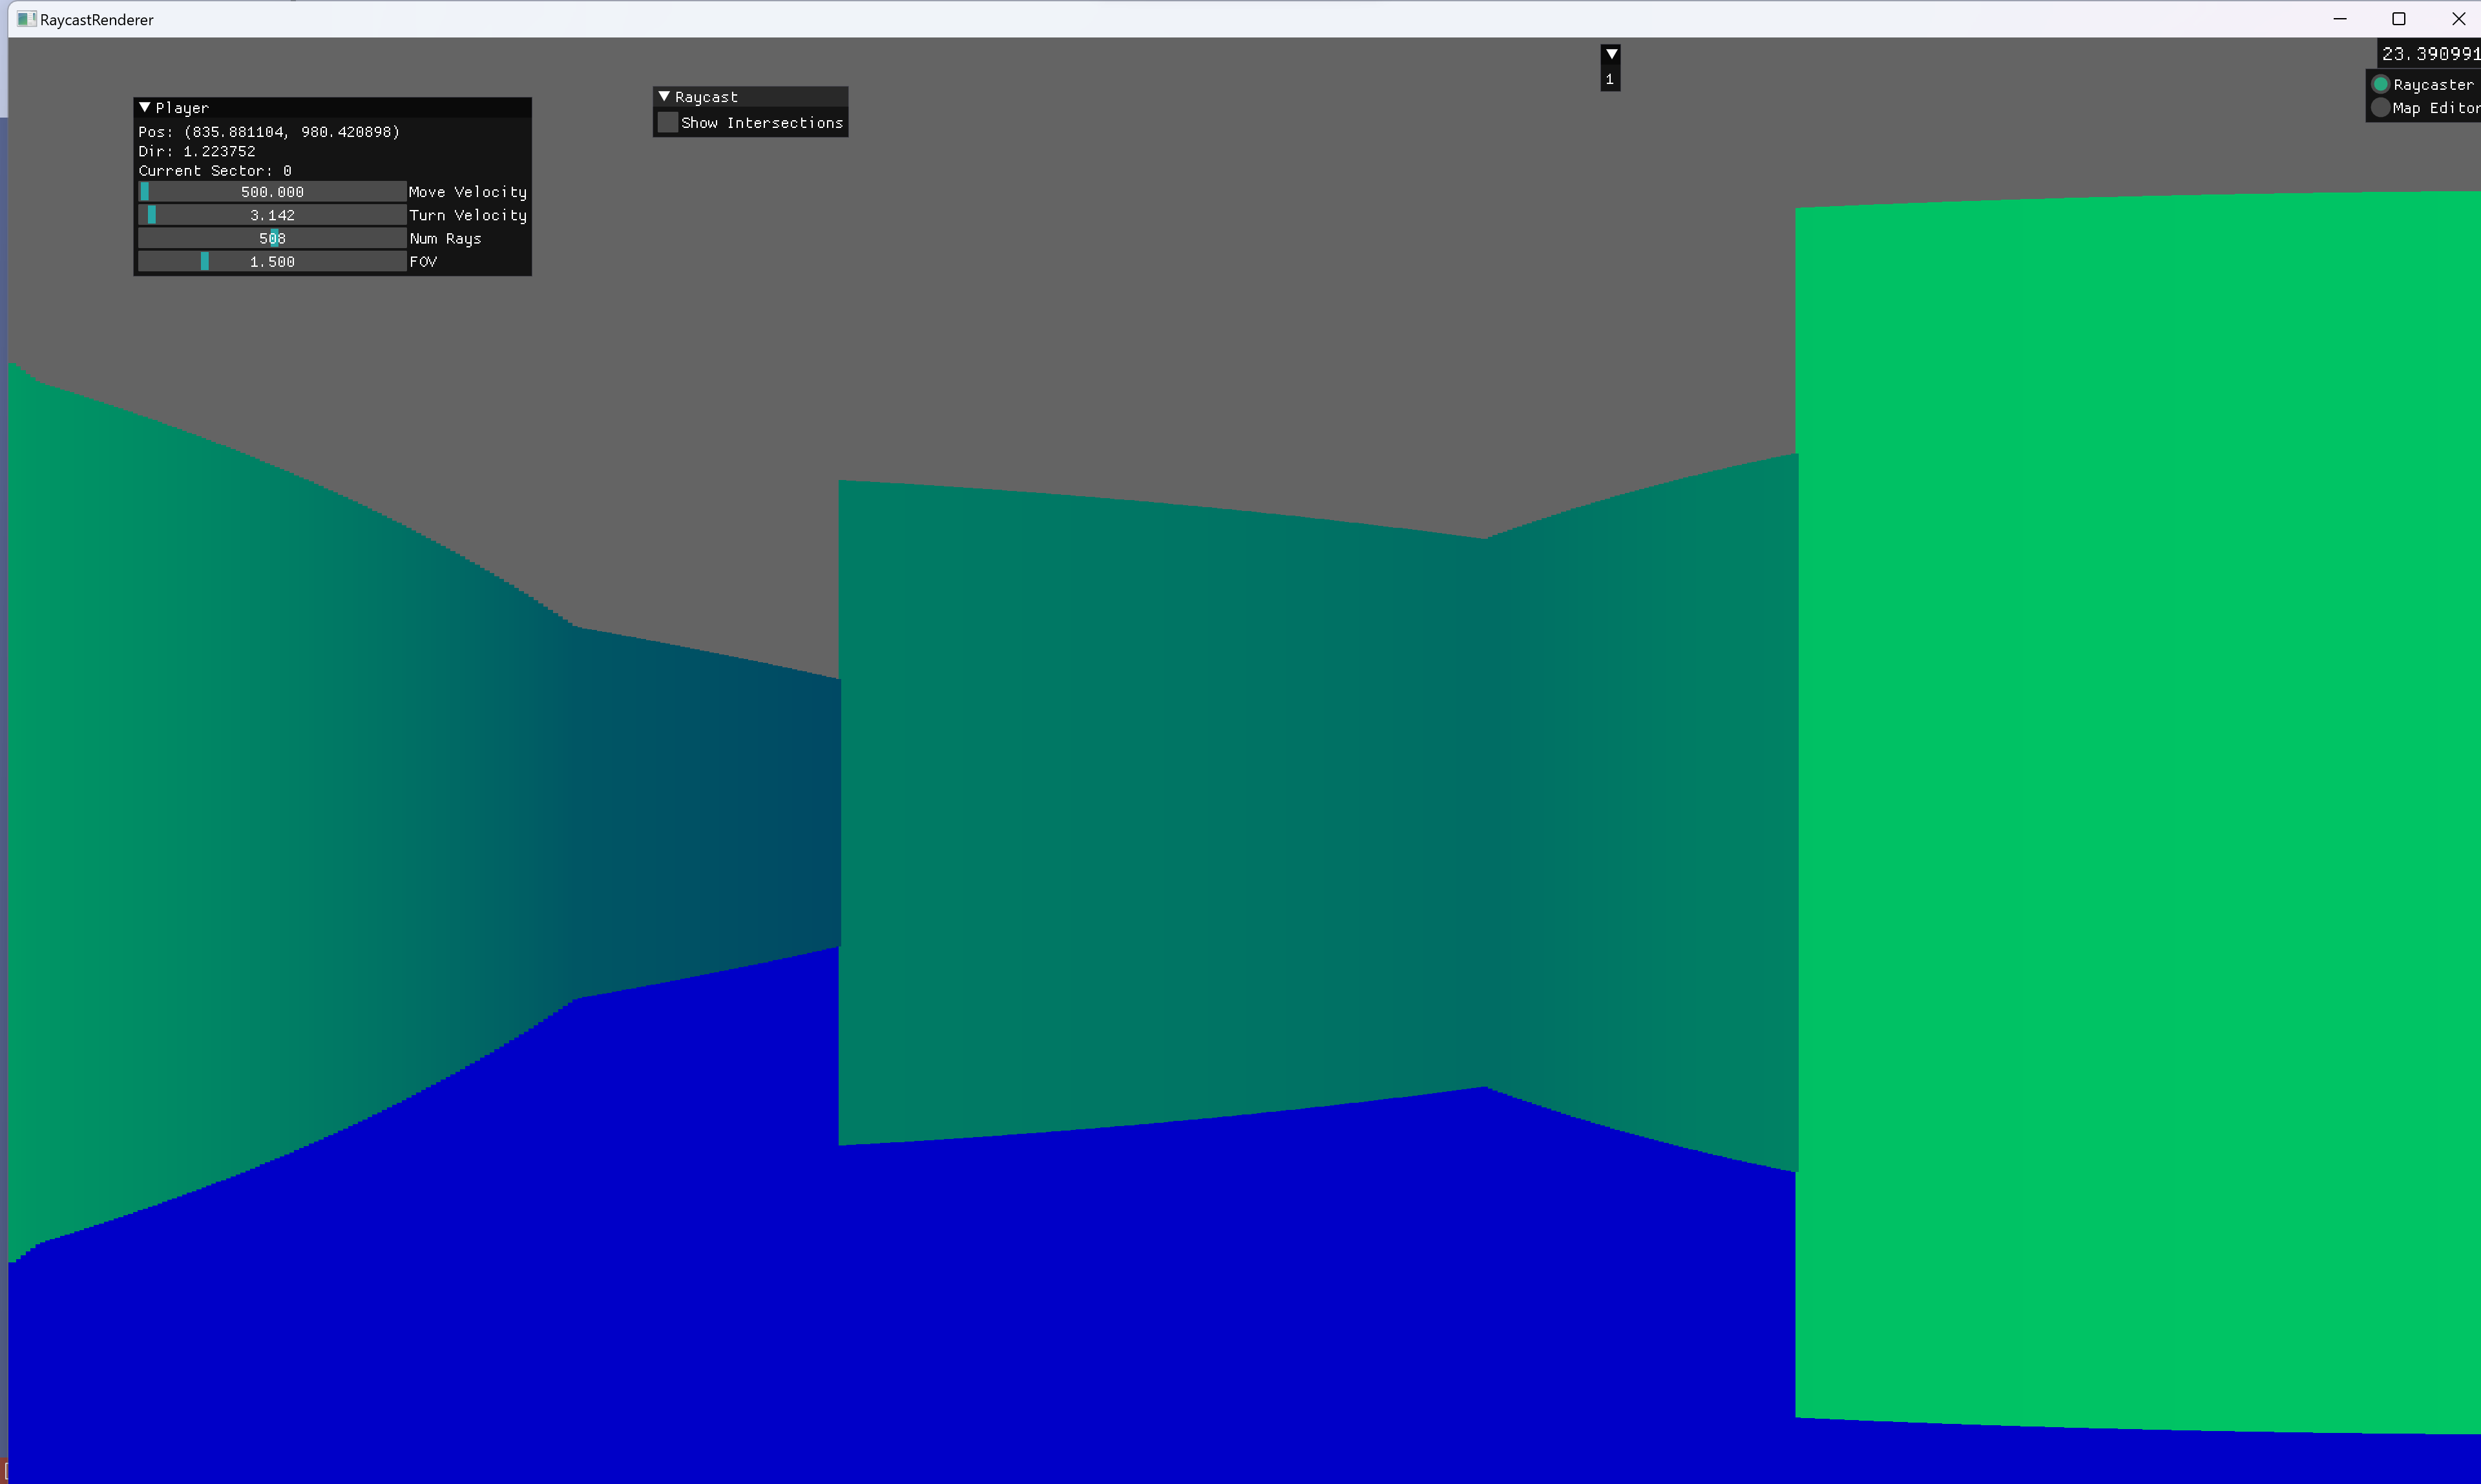 RaycastRenderer
23.390991
Raycaster
Map Editor
1
Raycast
Show Intersections
Player
Pos: (835.881104, 980.420898)
Dir: 1.223752
Current Sector: 0
500.000 Move Velocity
3.142 Turn Velocity
508 Num Rays
1.500 FOV